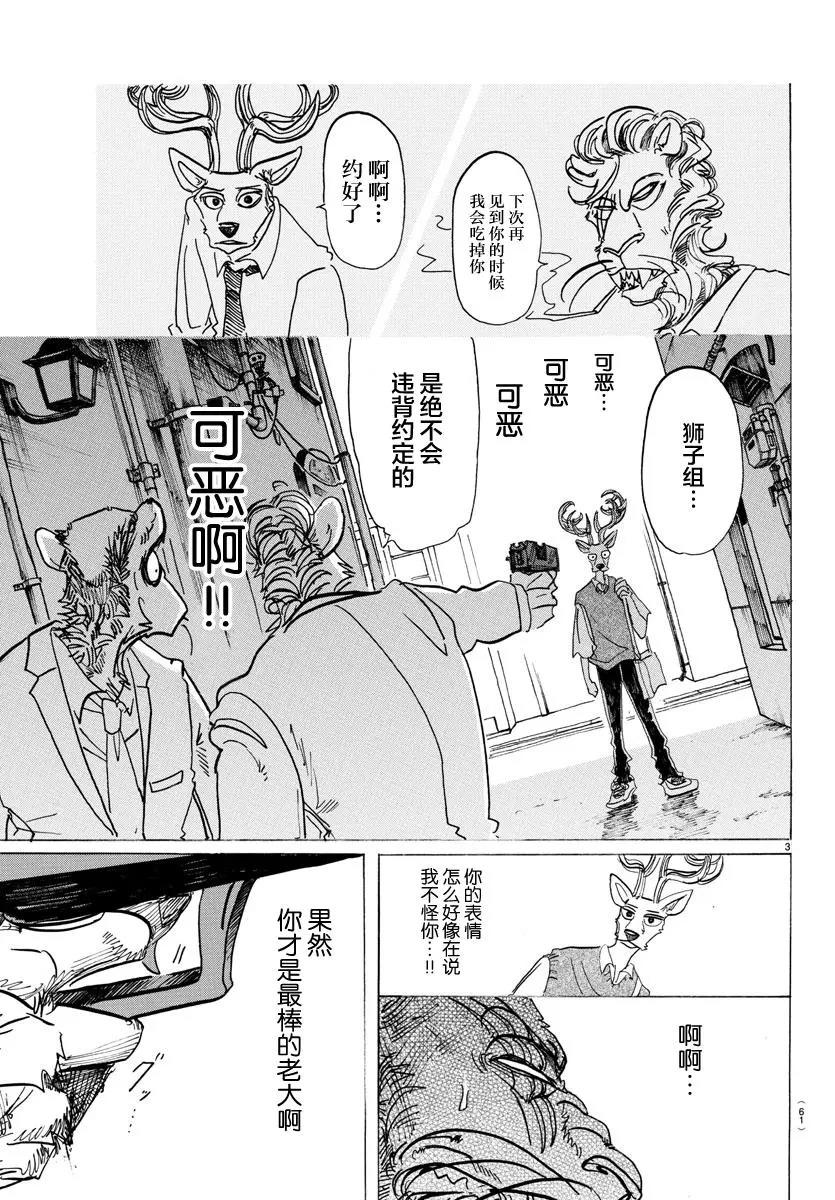 下次再
见到你的时候
我会吃掉你
啊啊…
约好了
狮子组…
可恶…
可恶
可恶
是绝不会
违背约定的
可恶啊!!
3
你的表情
怎么好像在说
我不怪你…!!
啊啊…
果然
你才是最棒的老大啊
(61)